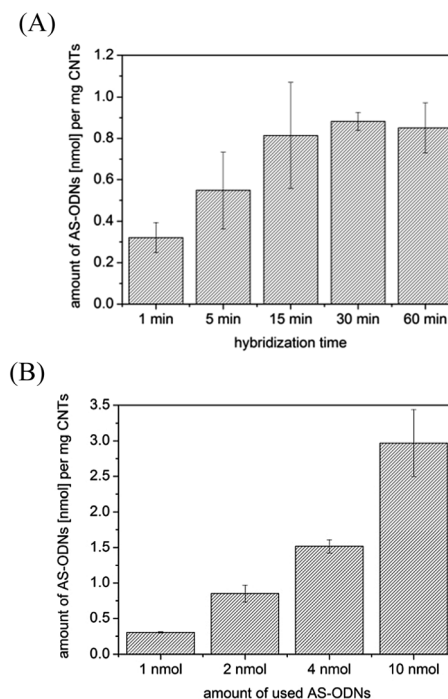 (A)
amount of AS-ODNs [nmol] per mg CNTs
1.2
1.0
0.8
0.6
0.4
0.2
0.0
1 min 5 min 15 min 30 min 60 min
hybridization time
(B)
amount of AS-ODNs [nmol] per mg CNTs
3.5
3.0
2.5
2.0
1.5
1.0
0.5
0.0
1 nmol 2 nmol 4 nmol 10 nmol
amount of used AS-ODNs